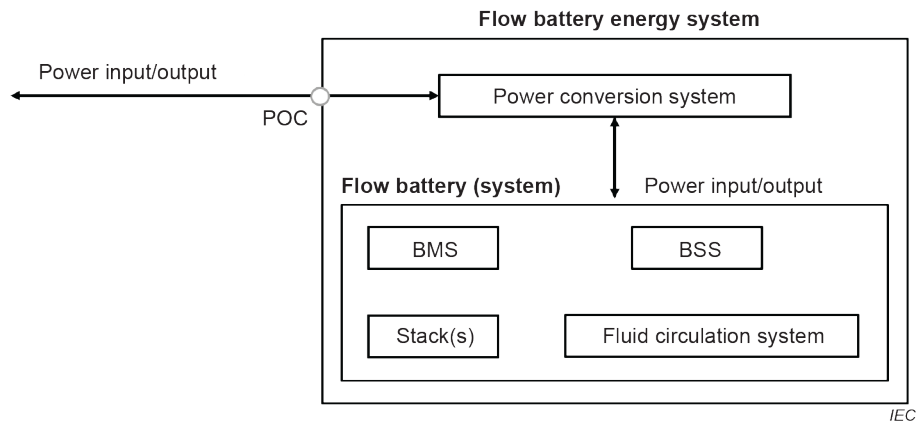 Flow battery energy system
Power input/output
POC
Power conversion system
Flow battery (system)
Power input/output
BMS
BSS
Stack(s)
Fluid circulation system
IEC